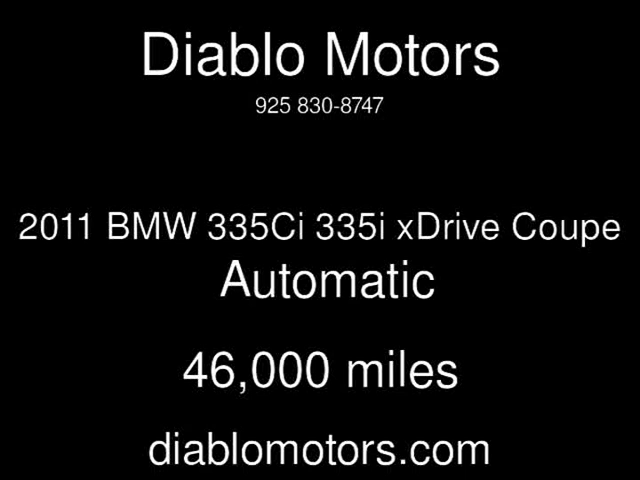 Diablo Motors
925 830-8747
2011 BMW 335Ci 335i xDrive Coupe
Automatic
46,000 miles
diablomotors.com